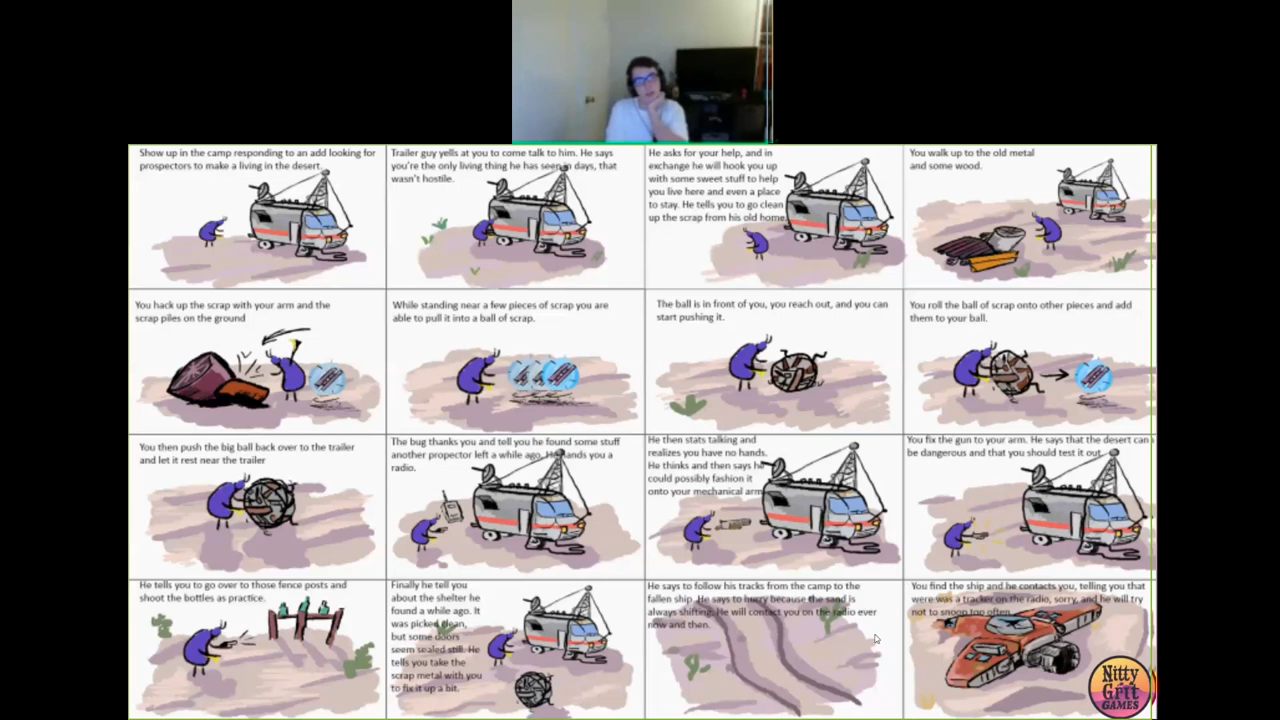 Show up in the camp responding to an add looking for
prospectors to make a living in the desert.
Trailer guy yells at you to come talk to him. He says
you're the only living thing he has seen in days, that
wasn't hostile.
He asks for your help, and in
exchange he will hook you up
with some sweet stuff to help
you live here and even a place
to stay. He tells you to go clean
up the scrap from his old home
You walk up to the old metal
and some wood.
You hack up the scrap with your arm and the
scrap piles on the ground
While standing near a few pieces of scrap you are
able to pull it into a ball of scrap.
The ball is in front of you, you reach out, and you can
start pushing it.
You roll the ball of scrap onto other pieces and add
them to your ball.
You then push the big ball back over to the trailer
and let it rest near the trailer
The bug thanks you and tell you he found some stuff
another propector left a while ago. He hands you a
radio.
He then stats talking and
realizes you have no hands.
He thinks and then says he
could possibly fashion it
onto your mechanical arm
You fix the gun to your arm. He says that the desert can
be dangerous and that you should test it out.
He tells you to go over to those fence posts and
shoot the bottles as practice.
Finally he tell you
about the shelter he
found a while ago. It
was picked clean,
but some doors
seem sealed still. He
tells you take the
scrap metal with you
to fix it up a bit.
He says to follow his tracks from the camp to the
fallen ship. He says to hurry because the sand is
always shifting. He will contact you on the radio ever
now and then.
You find the ship and he contacts you, telling you that
were was a tracker on the radio, sorry, and he will try
not to snoop too often
Nitty
Grit
GAMES